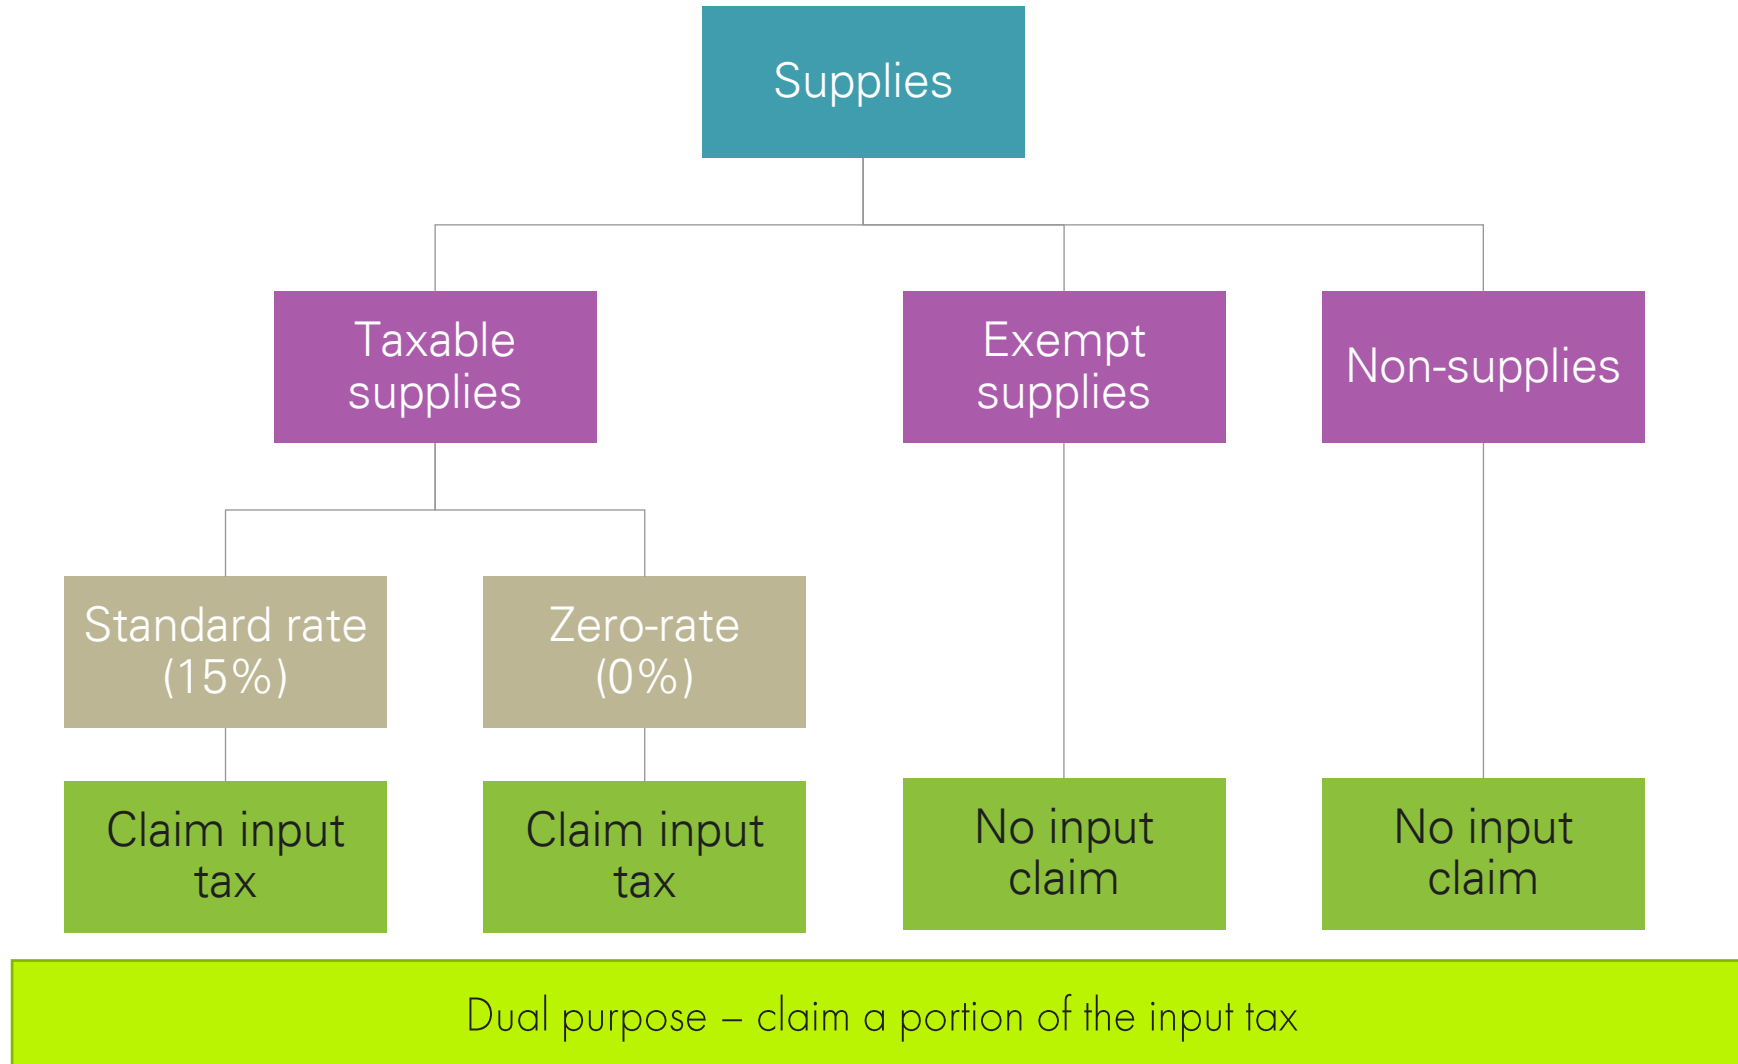 Supplies
Taxable
supplies
Exempt
supplies
Non-supplies
Standard rate
(15%)
Zero-rate
(0%)
Claim input
tax
Claim input
tax
No input
claim
No input
claim
Dual purpose – claim a portion of the input tax